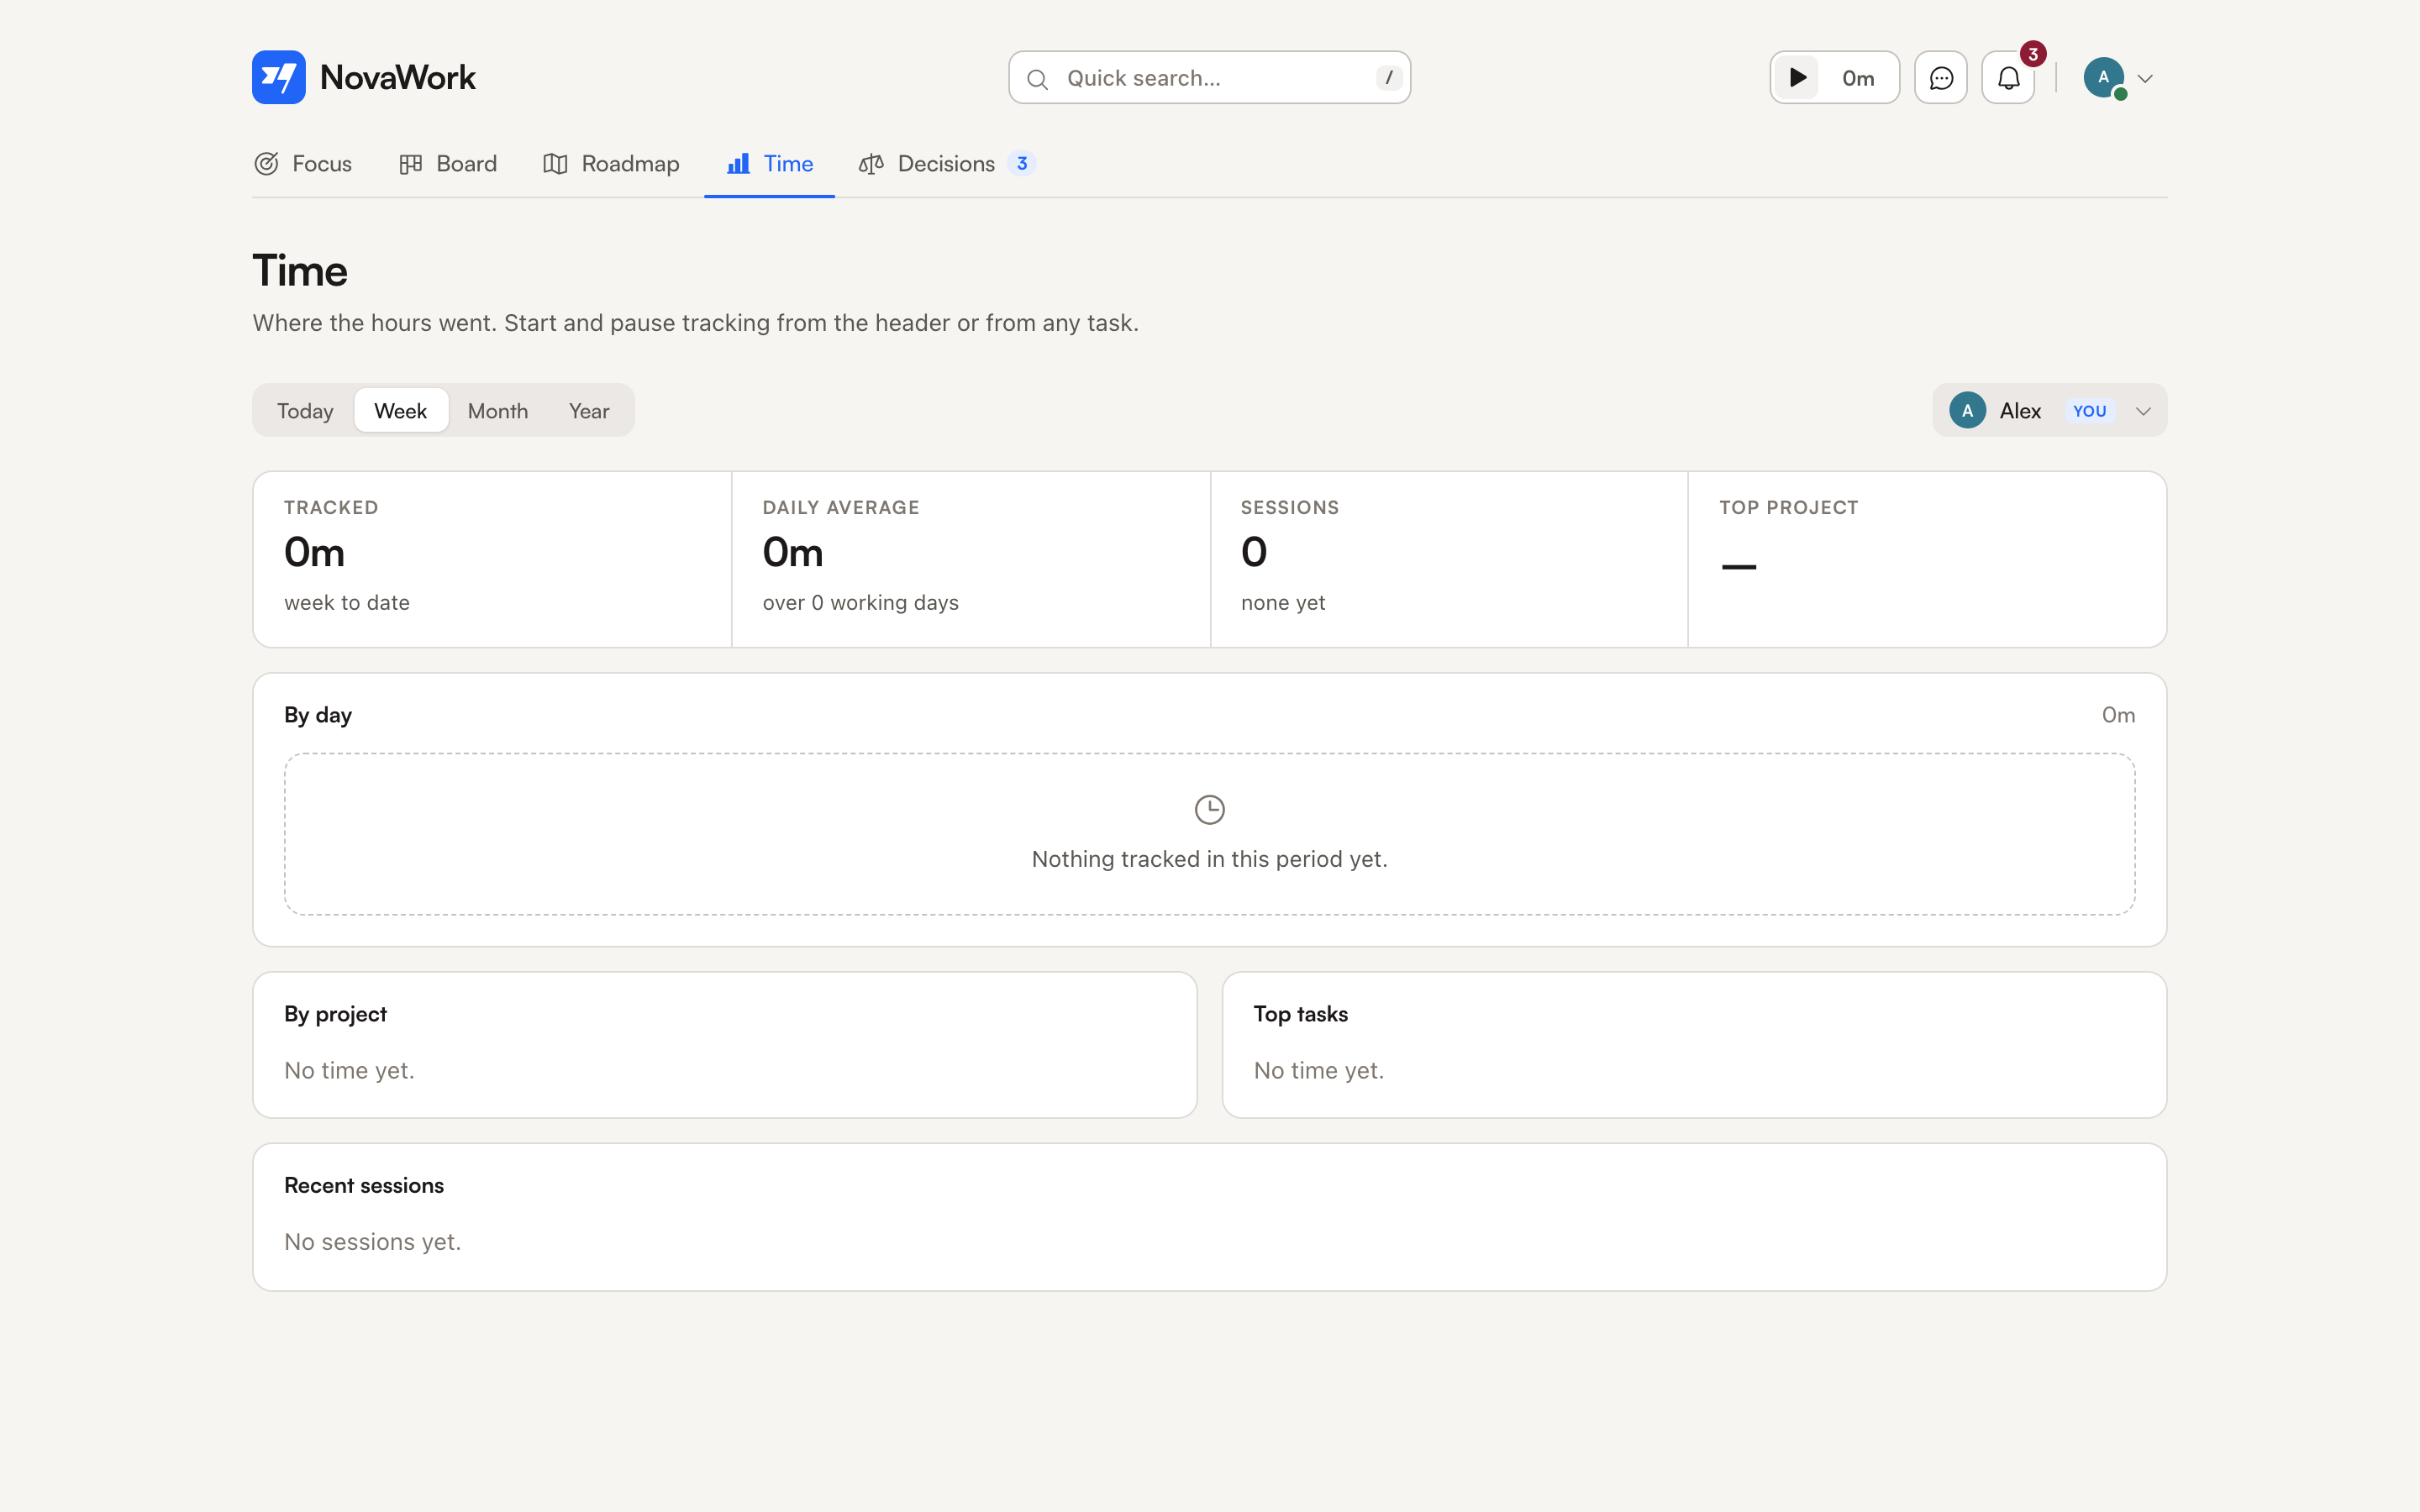 NovaWork
Quick search...
/
0m
3
A
Focus
Board
Roadmap
Time
Decisions
3
Time
Where the hours went. Start and pause tracking from the header or from any task.
Today
Week
Month
Year
A
Alex
YOU
TRACKED
0m
week to date
DAILY AVERAGE
0m
over 0 working days
SESSIONS
0
none yet
TOP PROJECT
—
By day
0m
Nothing tracked in this period yet.
By project
No time yet.
Top tasks
No time yet.
Recent sessions
No sessions yet.